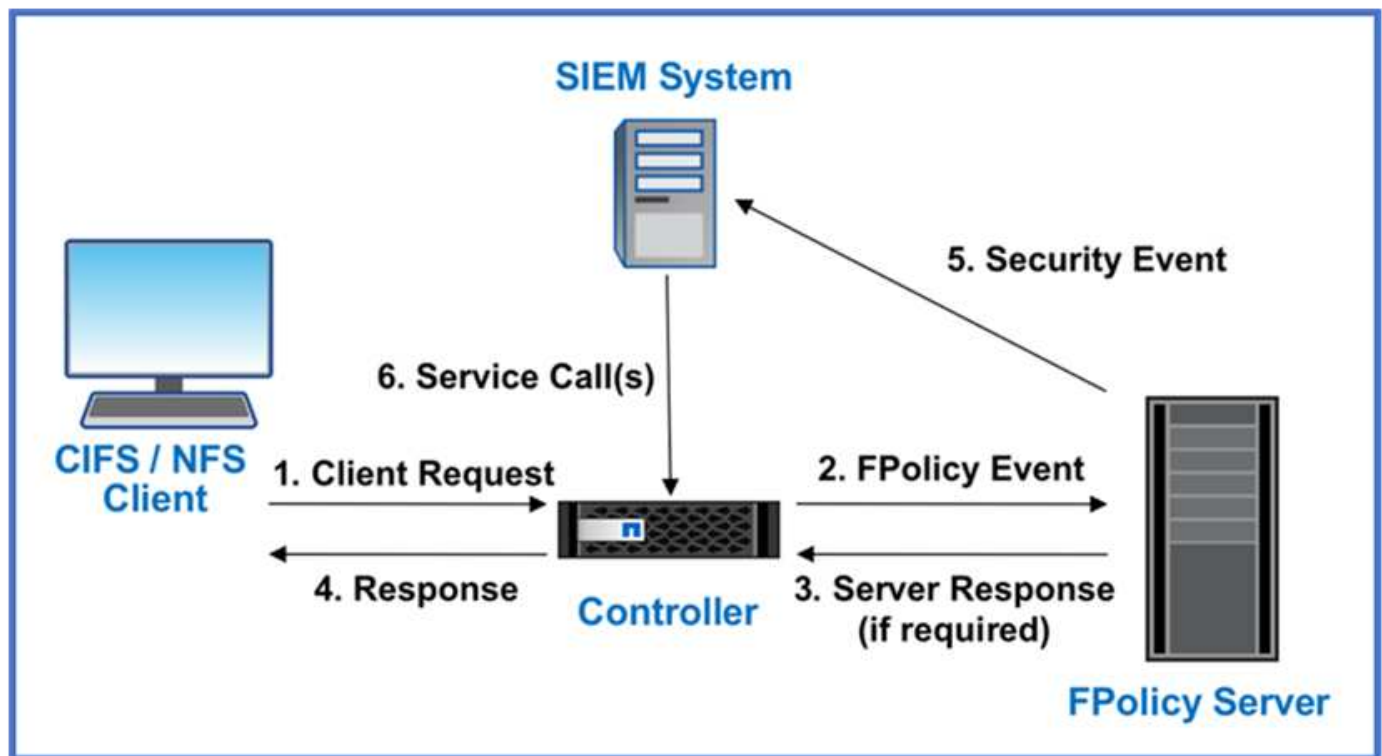 SIEM System
5. Security Event
6. Service Call(s)
CIFS / NFS
Client
1. Client Request
2. FPolicy Event
4. Response
Controller
3. Server Response
(if required)
FPolicy Server